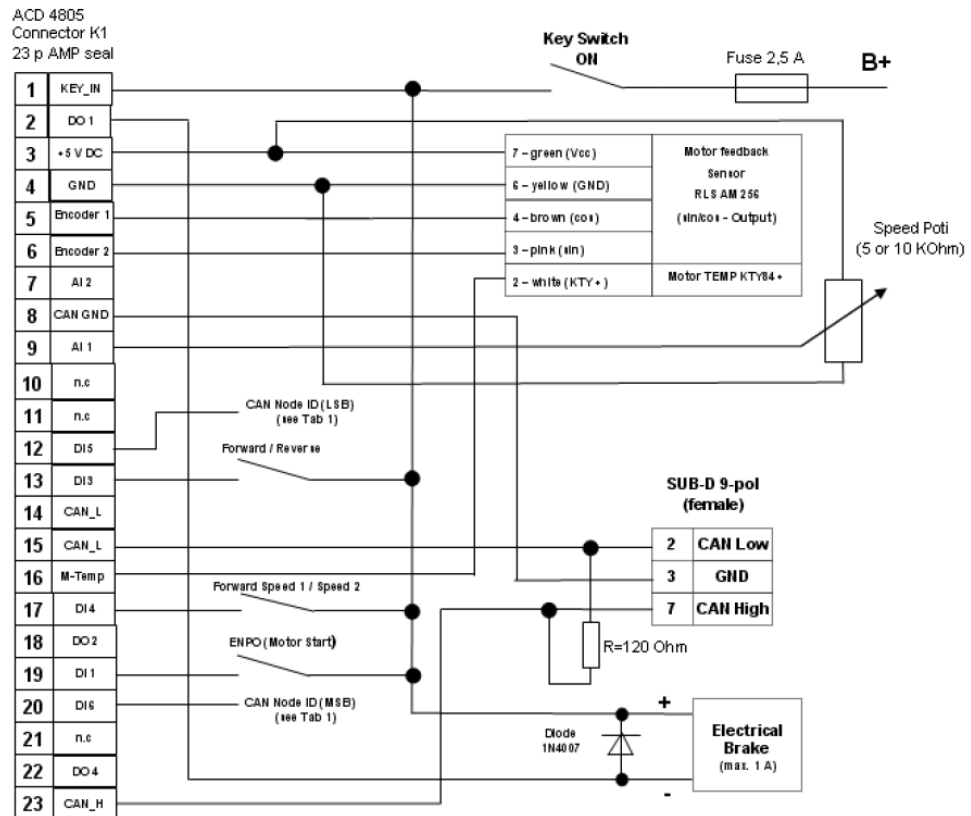 ACD 4805
Connector K1
23 p AMP seal
1 KEY_IN
2 DO 1
3 +5 V DC
4 GND
5 Encoder 1
6 Encoder 2
7 AI 2
8 CAN GND
9 AI 1
10 n.c
11 n.c
12 DI5
13 DI3
14 CAN_L
15 CAN_L
16 M-Temp
17 DI4
18 DO 2
19 DI 1
20 DI6
21 n.c
22 DO 4
23 CAN_H
Key Switch
ON
Fuse 2,5 A
B+
7 – green (Vcc)
6 – yellow (GND)
4 – brown (cos)
3 – pink (sin)
2 – white (KTY+)
Motor feedback
Sensor
RLS AM 256
(sin/cos - Output)
Motor TEMP KTY84 +
Speed Poti
(5 or 10 KOhm)
CAN Node ID (LSB)
(see Tab 1)
Forward / Reverse
Forward Speed 1 / Speed 2
ENPO (Motor Start)
CAN Node ID (MSB)
(see Tab 1)
SUB-D 9-pol
(female)
2 CAN Low
3 GND
7 CAN High
R=120 Ohm
Diode
1N4007
+
-
Electrical
Brake
(max. 1 A)